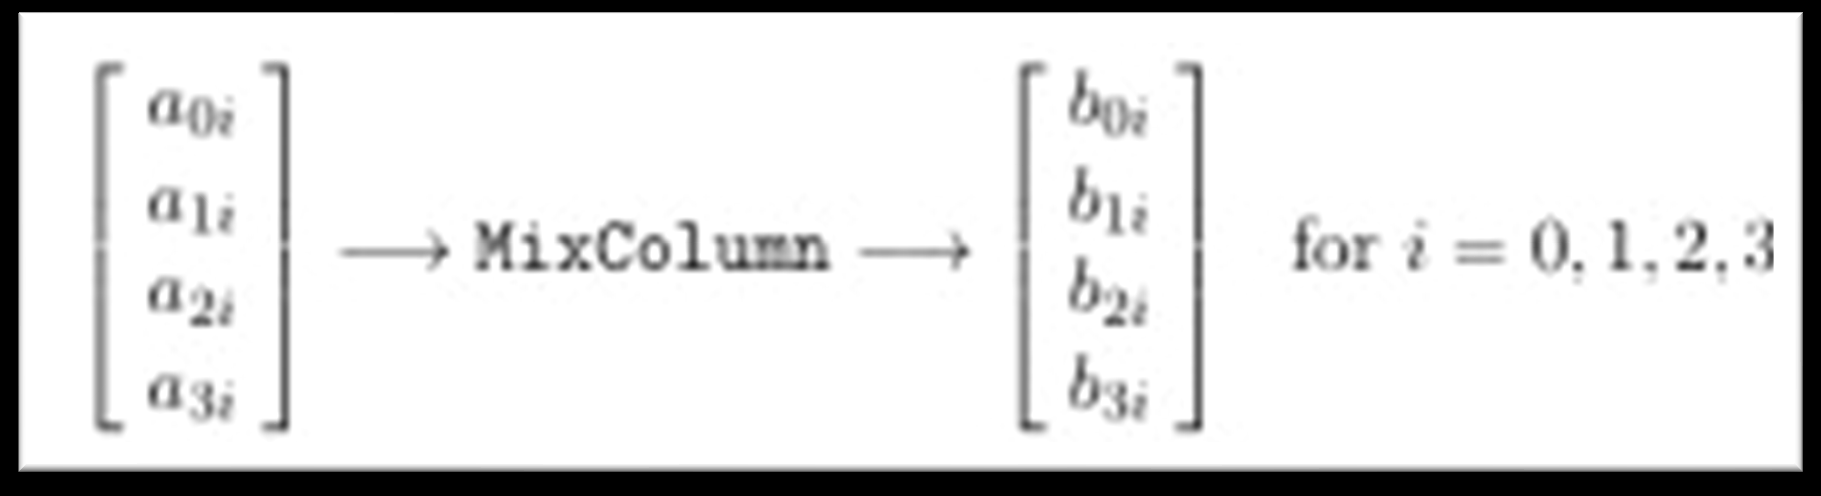 [ a₀ᵢ a₁ᵢ a₂ᵢ a₃ᵢ ] ⟶ MixColumn ⟶ [ b₀ᵢ b₁ᵢ b₂ᵢ b₃ᵢ ] for i = 0, 1, 2, 3